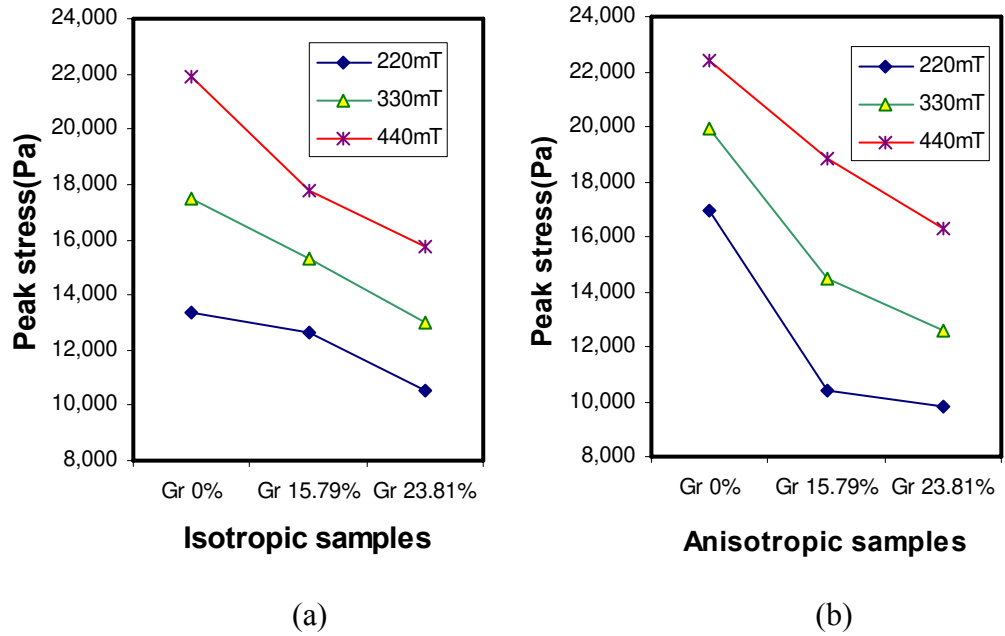 24,000
22,000
20,000
18,000
16,000
14,000
12,000
10,000
8,000
Peak stress(Pa)
220mT
330mT
440mT
Gr 0% Gr 15.79% Gr 23.81%
Isotropic samples
(a)
24,000
22,000
20,000
18,000
16,000
14,000
12,000
10,000
8,000
Peak stress(Pa)
220mT
330mT
440mT
Gr 0% Gr 15.79% Gr 23.81%
Anisotropic samples
(b)